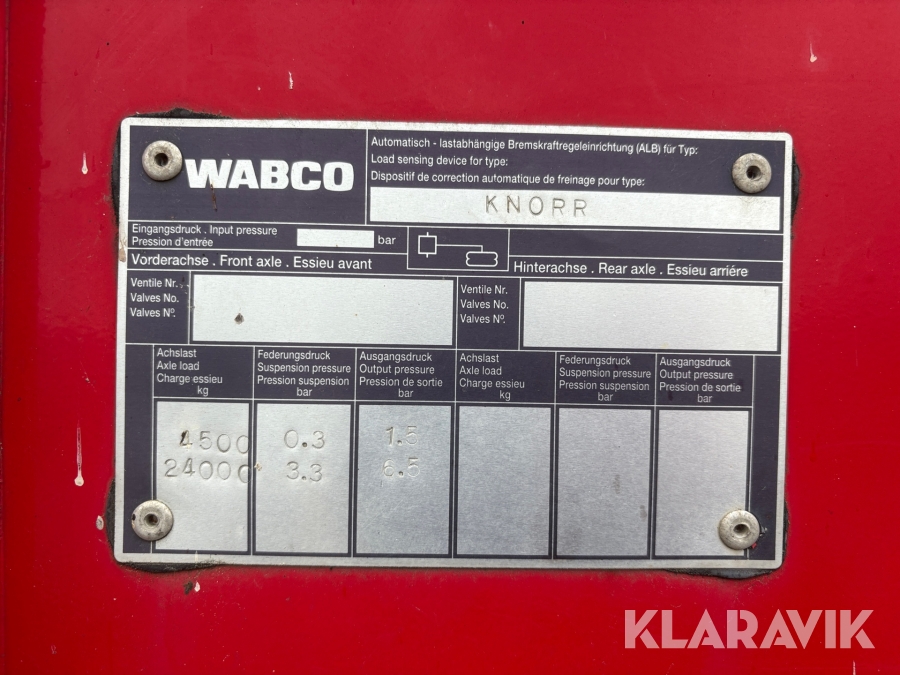 WABCO
Automatisch - lastabhängige Bremskraftregeleinrichtung (ALB) für Typ:
Load sensing device for type:
Dispositif de correction automatique de freinage pour type:
KNORR
Eingangsdruck . Input pressure
Pression d'entrée
bar
Vorderachse . Front axle . Essieu avant
Hinterachse . Rear axle . Essieu arriére
Ventile Nr.
Valves No.
Valves Nº.
Ventile Nr.
Valves No.
Valves Nº.
Achslast
Axle load
Charge essieu
kg
Federungsdruck
Suspension pressure
Pression suspension
bar
Ausgangsdruck
Output pressure
Pression de sortie
bar
Achslast
Axle load
Charge essieu
kg
Federungsdruck
Suspension pressure
Pression suspension
bar
Ausgangsdruck
Output pressure
Pression de sortie
bar
4500 0.3 1.5
24000 3.3 6.5
KLARAVIK